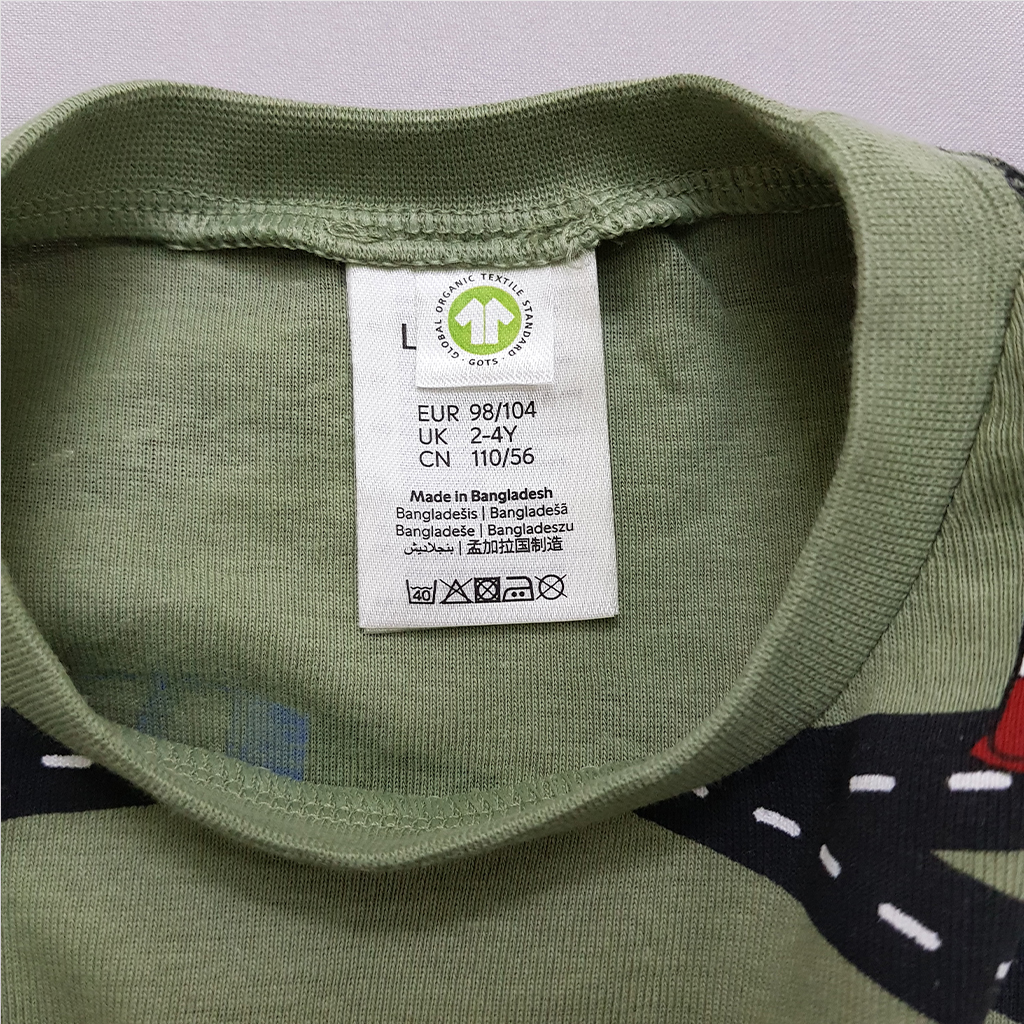 GLOBAL ORGANIC TEXTILE STANDARD · GOTS ·
EUR 98/104
UK 2-4Y
CN 110/56
Made in Bangladesh
Bangladešis | Bangladešā
Bangladeše | Bangladeszu
بنجلاديش | 孟加拉国制造
40